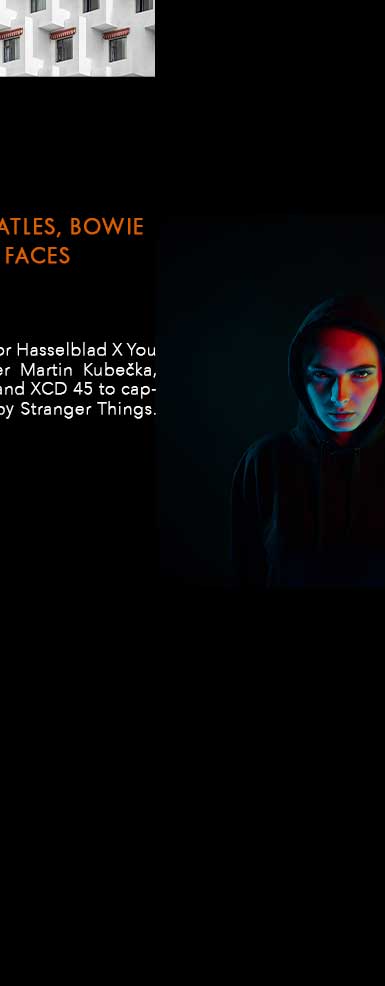 ATLES, BOWIE
FACES
or Hasselblad X You
er Martin Kubečka,
and XCD 45 to cap-
by Stranger Things.